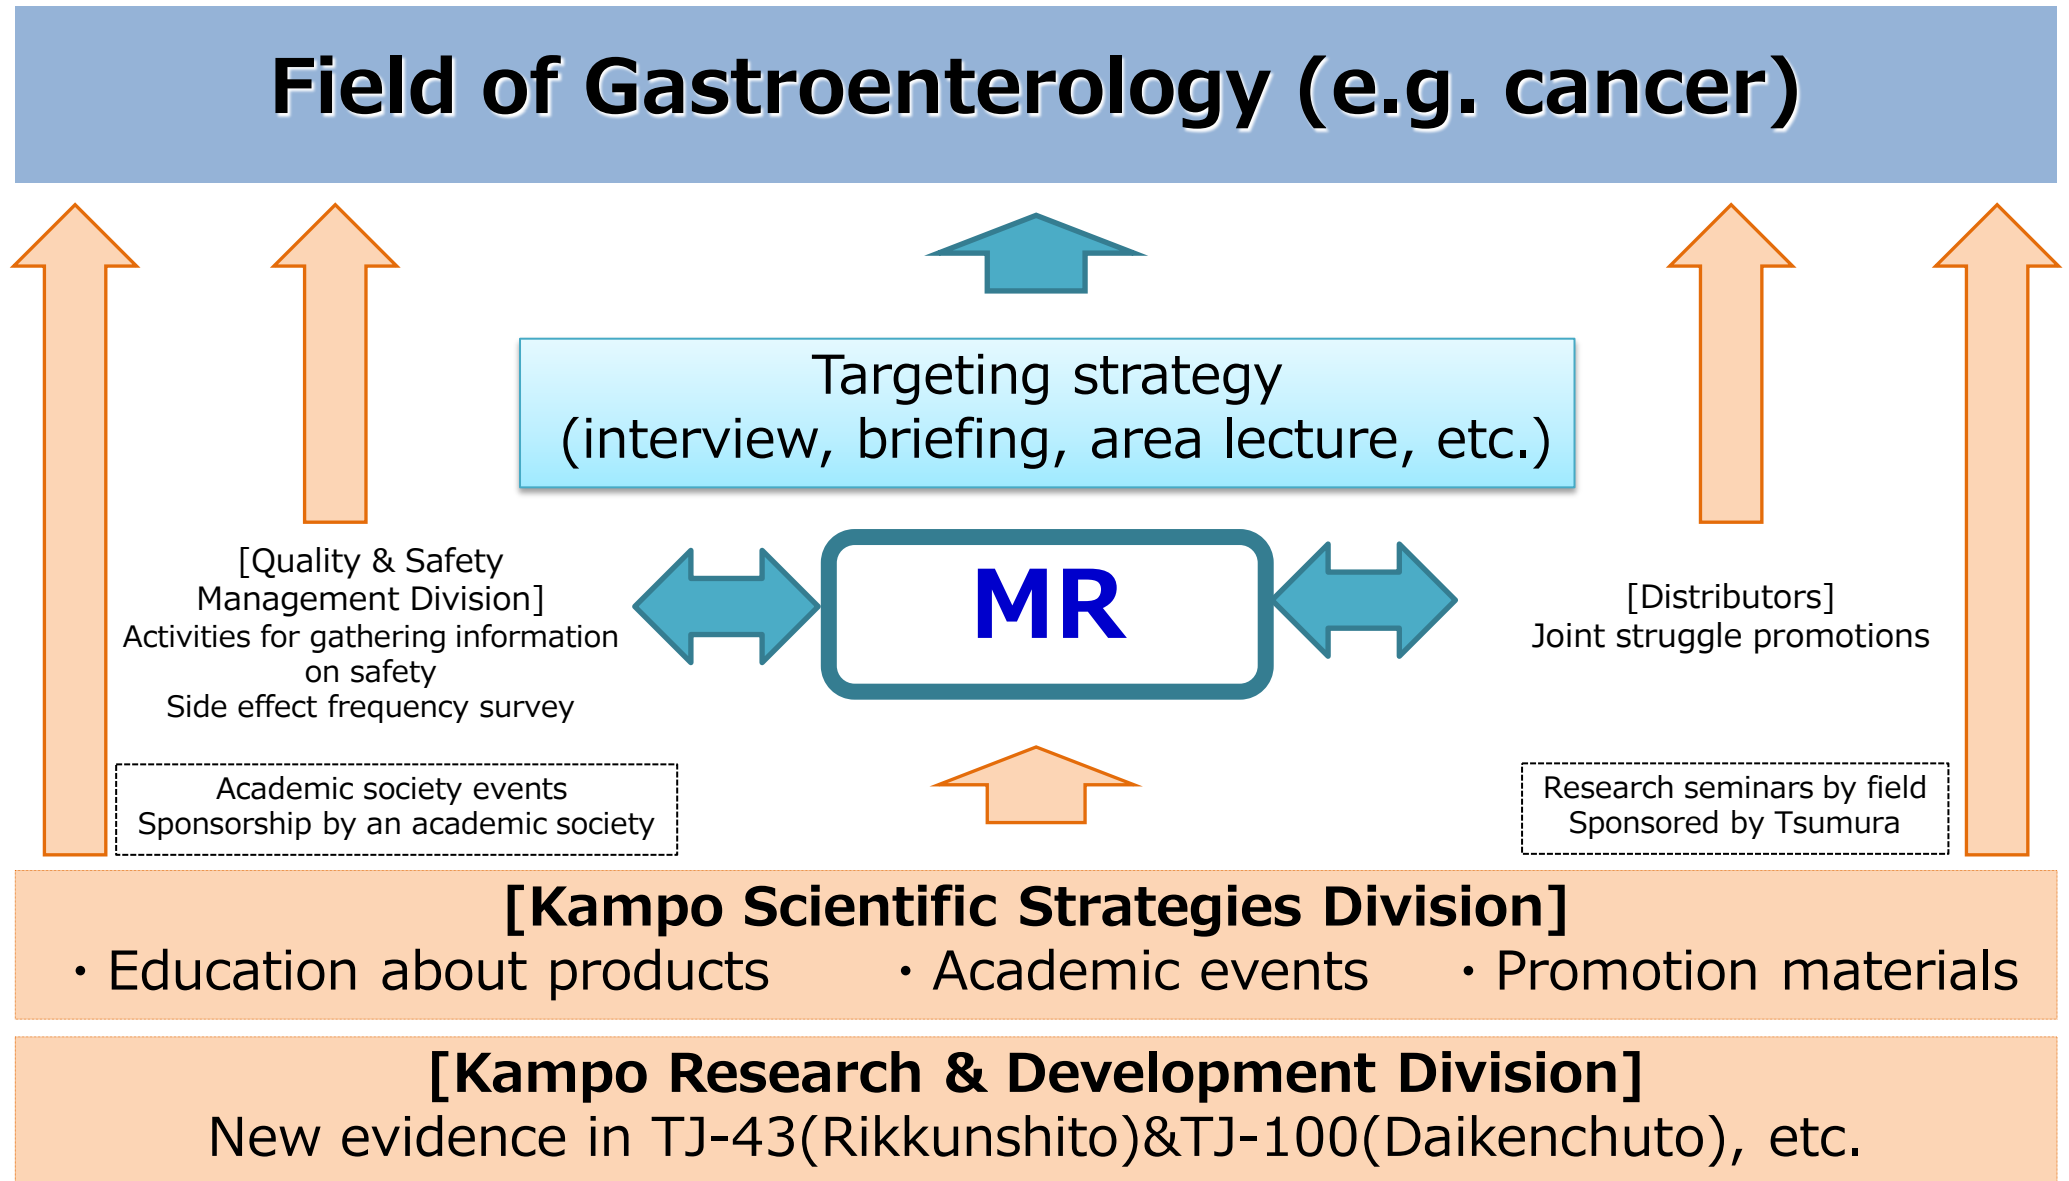 Field of Gastroenterology (e.g. cancer)
Targeting strategy
(interview, briefing, area lecture, etc.)
[Quality & Safety
Management Division]
Activities for gathering information
on safety
Side effect frequency survey
MR
[Distributors]
Joint struggle promotions
Academic society events
Sponsorship by an academic society
Research seminars by field
Sponsored by Tsumura
[Kampo Scientific Strategies Division]
・Education about products ・Academic events ・Promotion materials
[Kampo Research & Development Division]
New evidence in TJ-43(Rikkunshito)&TJ-100(Daikenchuto), etc.